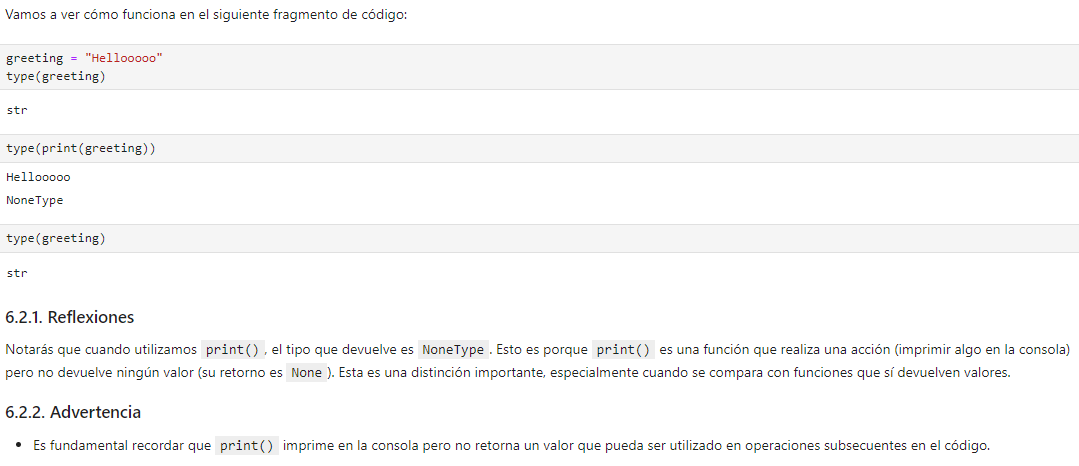 Vamos a ver cómo funciona en el siguiente fragmento de código:
greeting = "Hellooooo"
type(greeting)
str
type(print(greeting))
Hellooooo
NoneType
type(greeting)
str
6.2.1. Reflexiones
Notarás que cuando utilizamos print(), el tipo que devuelve es NoneType. Esto es porque print() es una función que realiza una acción (imprimir algo en la consola)
pero no devuelve ningún valor (su retorno es None). Esta es una distinción importante, especialmente cuando se compara con funciones que sí devuelven valores.
6.2.2. Advertencia
• Es fundamental recordar que print() imprime en la consola pero no retorna un valor que pueda ser utilizado en operaciones subsecuentes en el código.